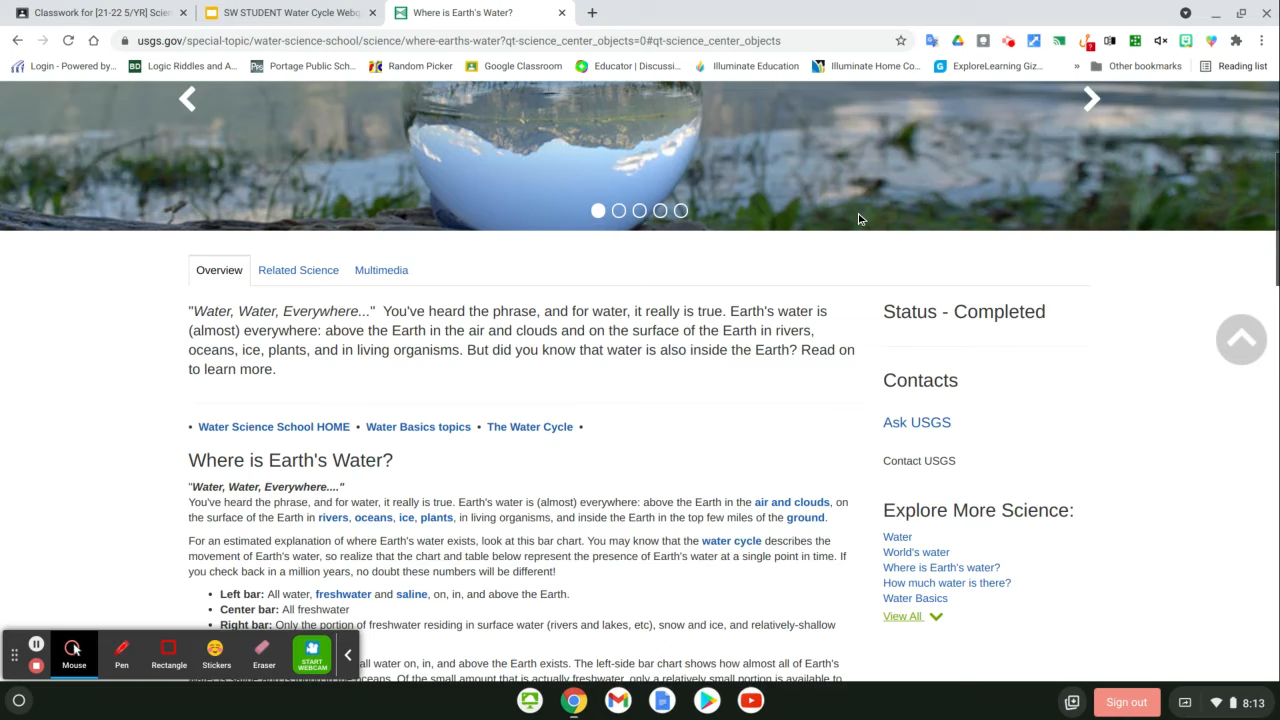 Classwork for [21-22 5/YR] Scien
SW STUDENT Water Cycle Webq
Where is Earth's Water?
usgs.gov/special-topic/water-science-school/science/where-earths-water?qt-science_center_objects=0#qt-science_center_objects
Login - Powered by...
BD Logic Riddles and A...
Portage Public Sch...
Random Picker
Google Classroom
Educator | Discussi...
Illuminate Education
Illuminate Home Co...
G ExploreLearning Giz...
» Other bookmarks
Reading list
Overview Related Science Multimedia
"Water, Water, Everywhere..." You've heard the phrase, and for water, it really is true. Earth's water is
(almost) everywhere: above the Earth in the air and clouds and on the surface of the Earth in rivers,
oceans, ice, plants, and in living organisms. But did you know that water is also inside the Earth? Read on
to learn more.
• Water Science School HOME • Water Basics topics • The Water Cycle •
Where is Earth's Water?
"Water, Water, Everywhere...."
You've heard the phrase, and for water, it really is true. Earth's water is (almost) everywhere: above the Earth in the air and clouds, on
the surface of the Earth in rivers, oceans, ice, plants, in living organisms, and inside the Earth in the top few miles of the ground.
For an estimated explanation of where Earth's water exists, look at this bar chart. You may know that the water cycle describes the
movement of Earth's water, so realize that the chart and table below represent the presence of Earth's water at a single point in time. If
you check back in a million years, no doubt these numbers will be different!
• Left bar: All water, freshwater and saline, on, in, and above the Earth.
• Center bar: All freshwater
• Right bar: Only the portion of freshwater residing in surface water (rivers and lakes, etc), snow and ice, and relatively-shallow
all water on, in, and above the Earth exists. The left-side bar chart shows how almost all of Earth's
oceans. Of the small amount that is actually freshwater, only a relatively small portion is available to
Status - Completed
Contacts
Ask USGS
Contact USGS
Explore More Science:
Water
World's water
Where is Earth's water?
How much water is there?
Water Basics
View All
Mouse
Pen
Rectangle
Stickers
Eraser
START
WEBCAM
Sign out
8:13